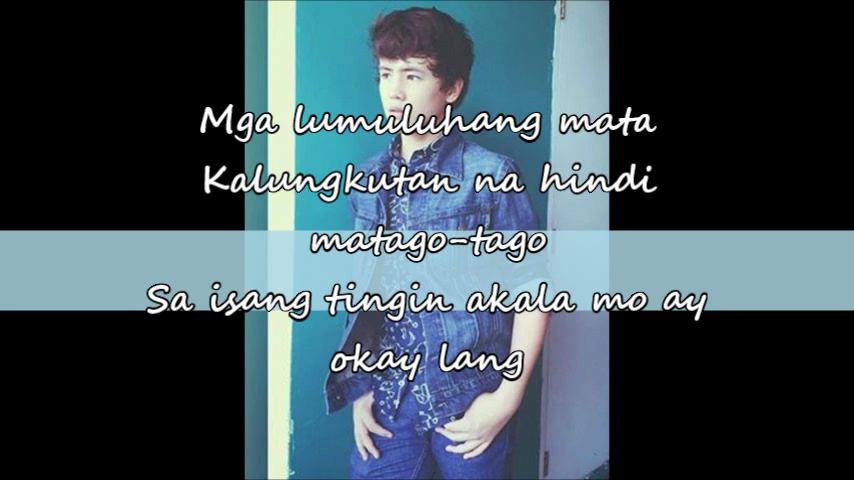 Mga lumuluhang mata
Kalungkutan na hindi
matago-tago
Sa isang tingin akala mo ay
okay lang